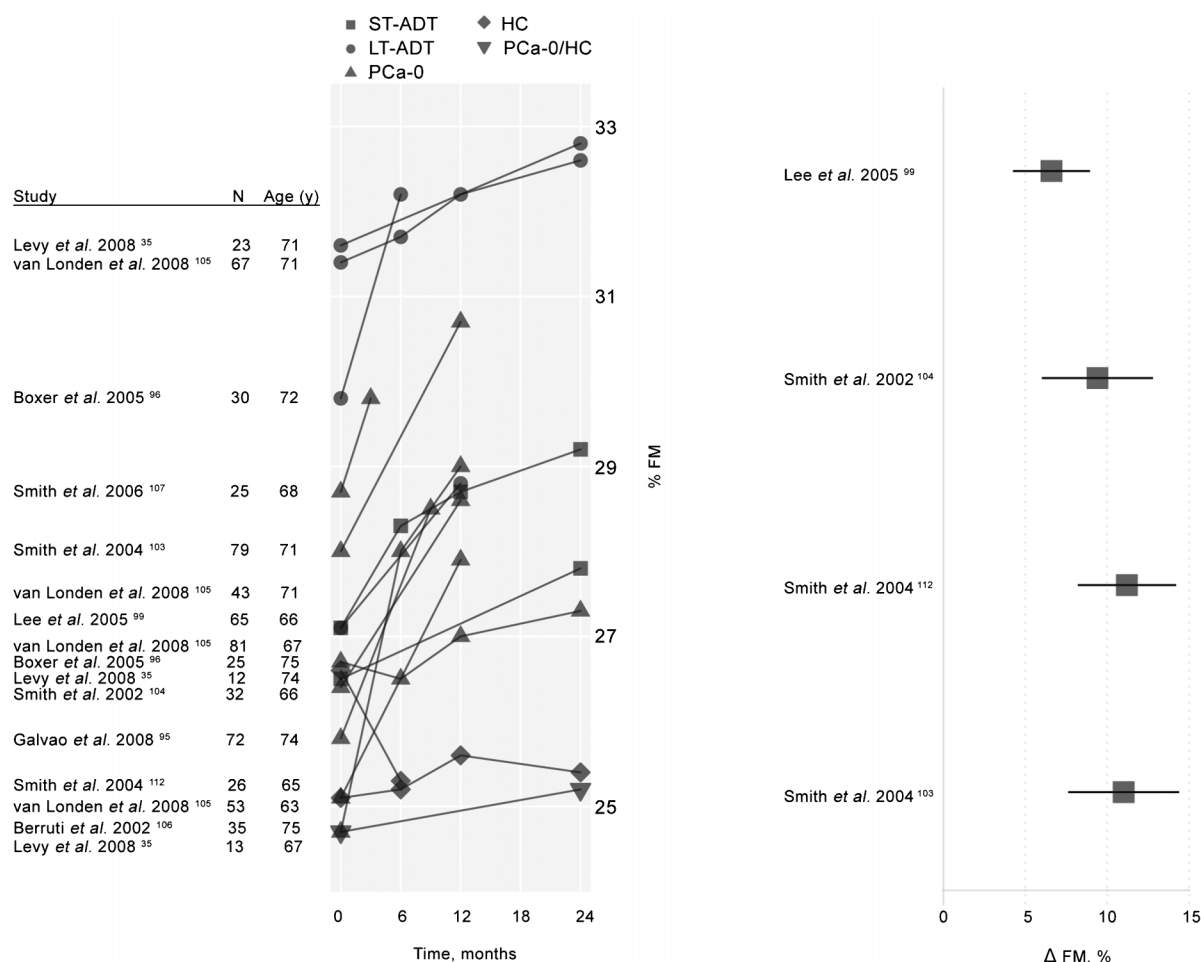 ST-ADT HC
LT-ADT PCa-0/HC
PCa-0
Study N Age (y)
Levy et al. 2008 35 23 71
van Londen et al. 2008 105 67 71
Boxer et al. 2005 96 30 72
Smith et al. 2006 107 25 68
Smith et al. 2004 103 79 71
van Londen et al. 2008 105 43 71
Lee et al. 2005 99 65 66
van Londen et al. 2008 105 81 67
Boxer et al. 2005 96 25 75
Levy et al. 2008 35 12 74
Smith et al. 2002 104 32 66
Galvao et al. 2008 95 72 74
Smith et al. 2004 112 26 65
van Londen et al. 2008 105 53 63
Berruti et al. 2002 106 35 75
Levy et al. 2008 35 13 67
33
31
29
27
25
% FM
0 6 12 18 24
Time, months
Lee et al. 2005 99
Smith et al. 2002 104
Smith et al. 2004 112
Smith et al. 2004 103
0 5 10 15
Δ FM, %